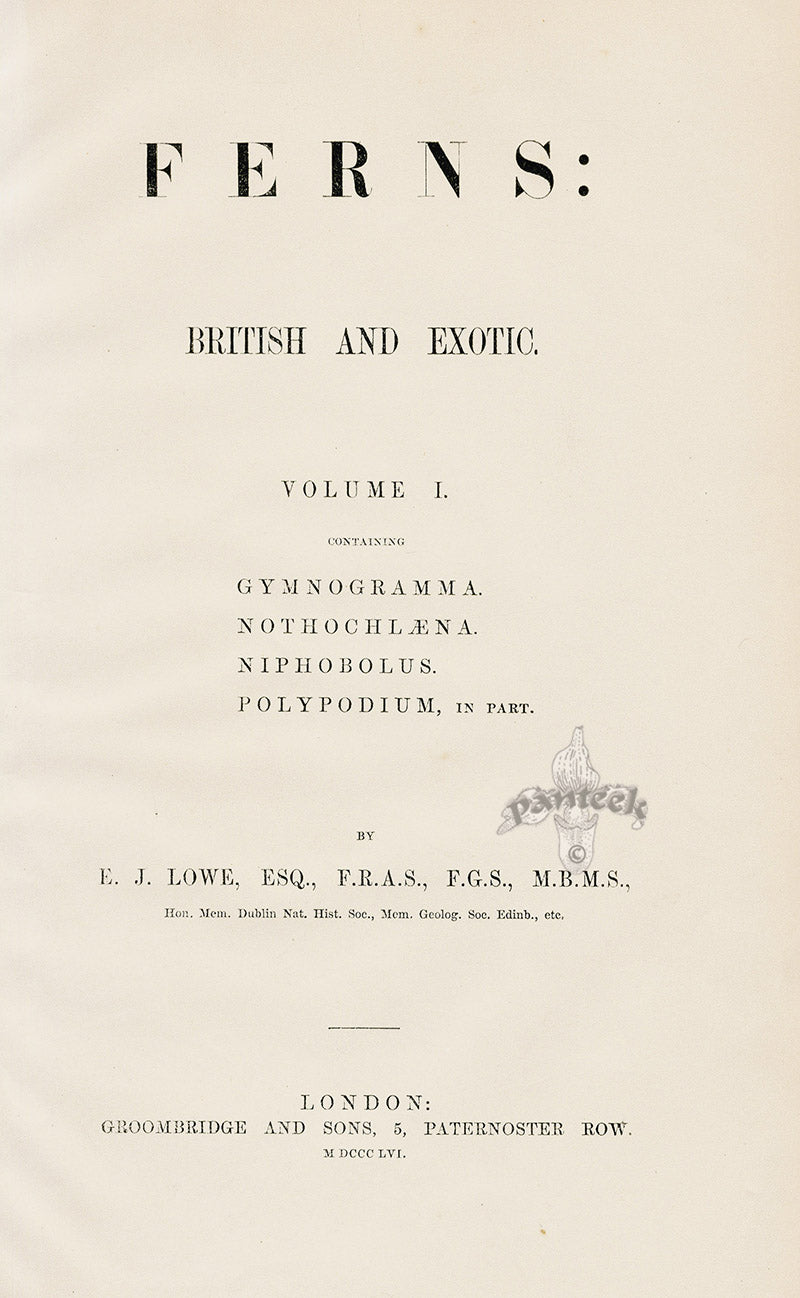 FERNS:
BRITISH AND EXOTIC.
VOLUME I.
CONTAINING
GYMNOGRAMMA.
NOTHOCHLÆNA.
NIPHOBOLUS.
POLYPODIUM, IN PART.
panteek
©
BY
E. J. LOWE, ESQ., F.R.A.S., F.G.S., M.B.M.S.,
Hon. Mem. Dublin Nat. Hist. Soc., Mem. Geolog. Soc. Edinb., etc.
LONDON:
GROOMBRIDGE AND SONS, 5, PATERNOSTER ROW.
M DCCC LVI.